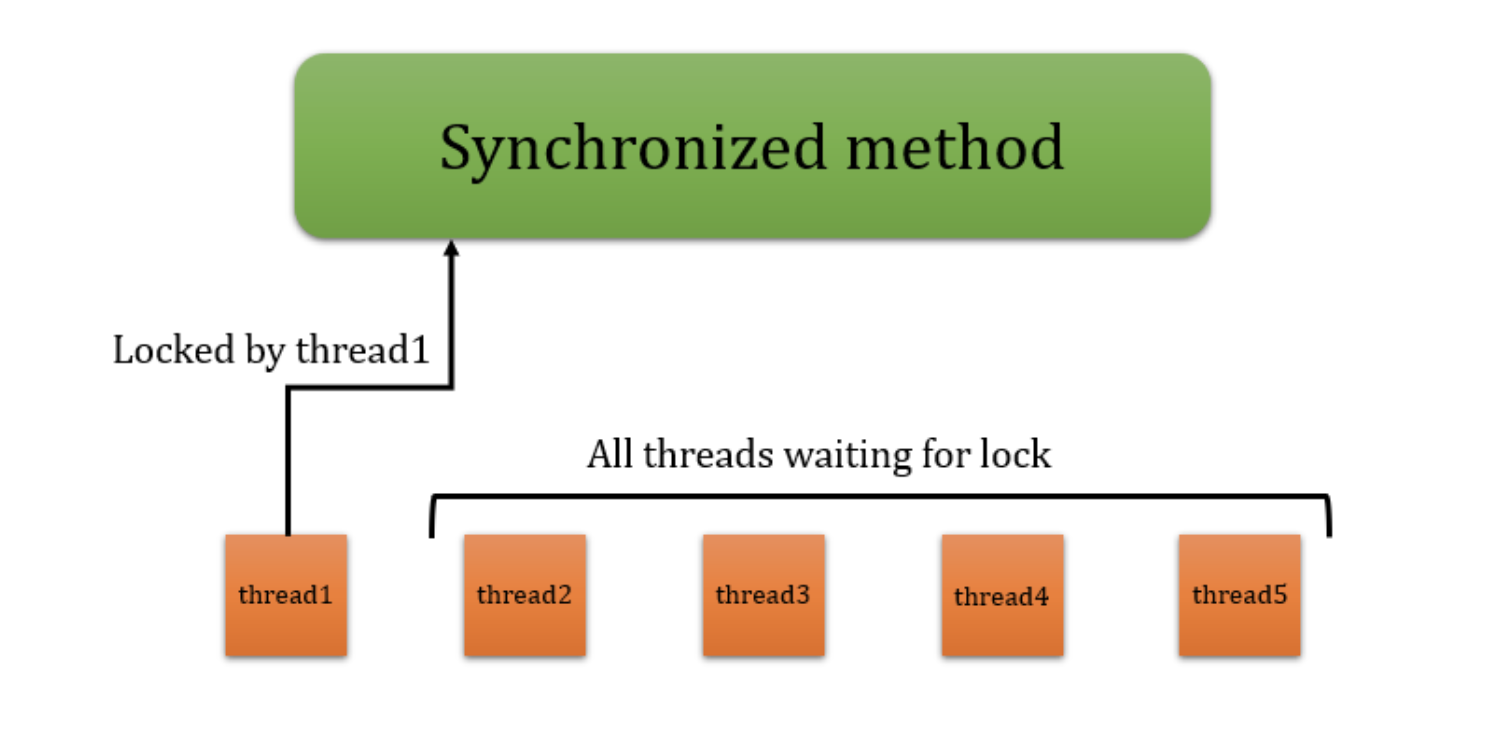 Synchronized method
Locked by thread1
All threads waiting for lock
thread1
thread2
thread3
thread4
thread5